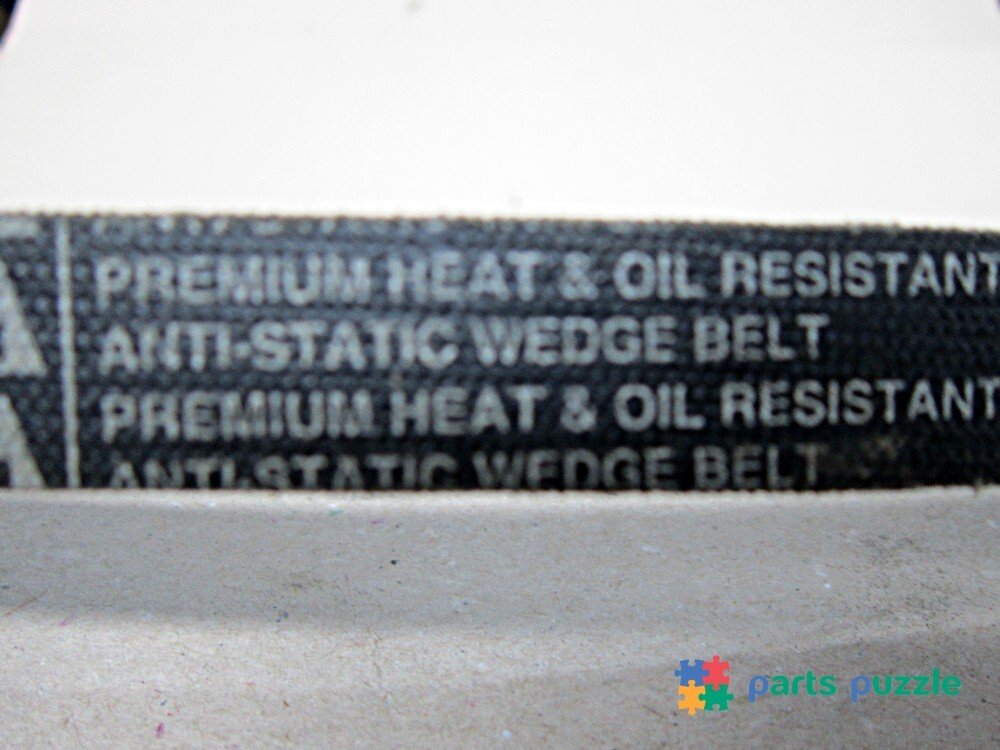 PREMIUM HEAT & OIL RESISTANT
ANTI-STATIC WEDGE BELT
PREMIUM HEAT & OIL RESISTANT
ANTI-STATIC WEDGE BELT
parts puzzle